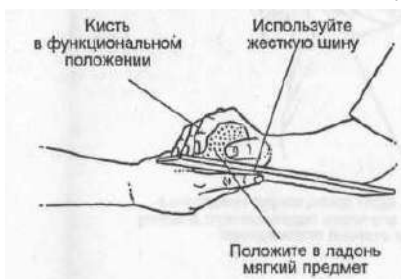 Кисть
в функциональном
положении
Используйте
жесткую шину
Положите в ладонь
мягкий предмет